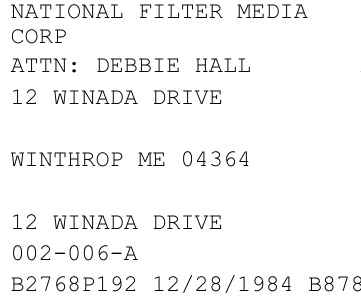 NATIONAL FILTER MEDIA
CORP
ATTN: DEBBIE HALL
12 WINADA DRIVE
WINTHROP ME 04364
12 WINADA DRIVE
002-006-A
B2768P192 12/28/1984 B878